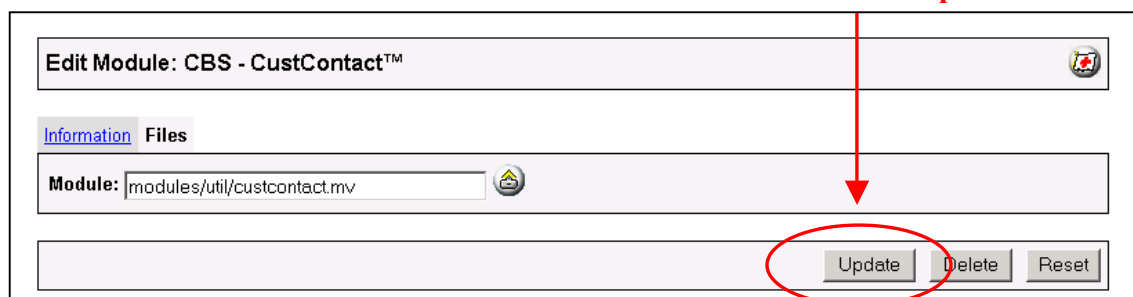 Edit Module: CBS - CustContact™
Information Files
Module: modules/util/custcontact.mv
Update Delete Reset